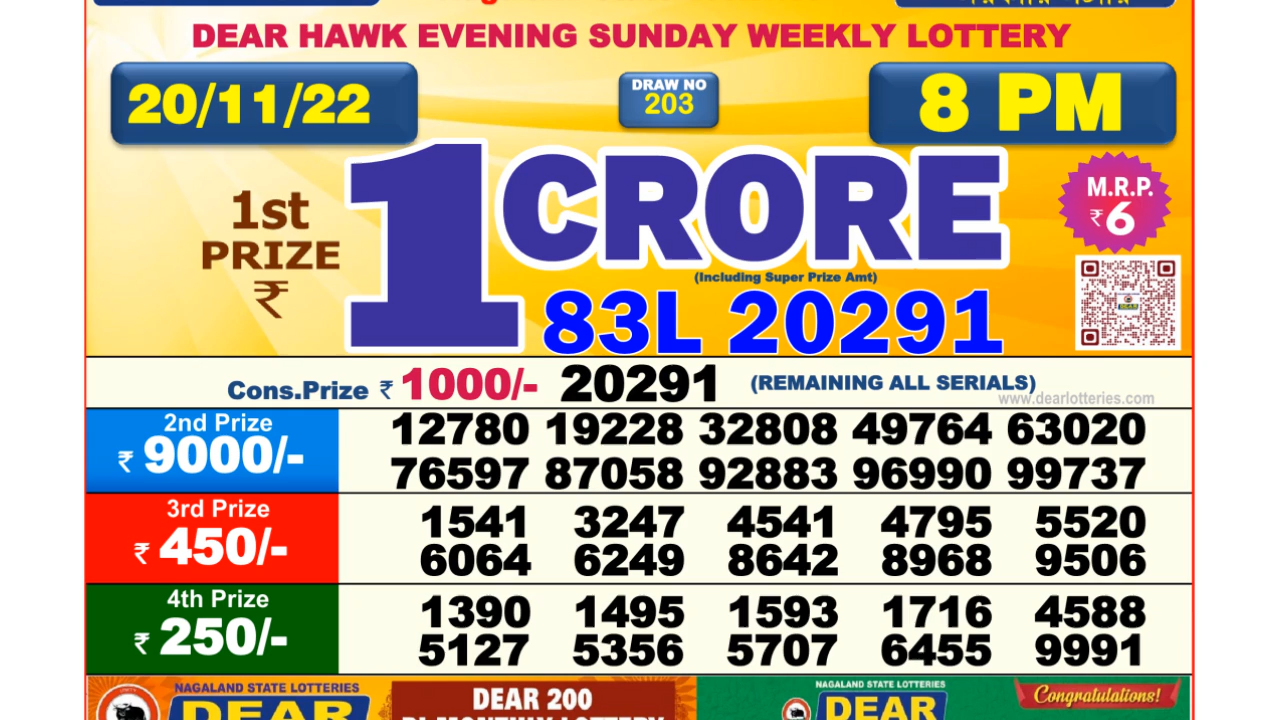 DEAR HAWK EVENING SUNDAY WEEKLY LOTTERY
20/11/22
DRAW NO
203
8 PM
1st
PRIZE
₹
1 CRORE
(Including Super Prize Amt)
83L 20291
M.R.P.
₹6
DEAR
Cons.Prize ₹ 1000/- 20291 (REMAINING ALL SERIALS)
www.dearlotteries.com
2nd Prize
₹ 9000/-
12780 19228 32808 49764 63020
76597 87058 92883 96990 99737
3rd Prize
₹ 450/-
1541 3247 4541 4795 5520
6064 6249 8642 8968 9506
4th Prize
₹ 250/-
1390 1495 1593 1716 4588
5127 5356 5707 6455 9991
NAGALAND STATE LOTTERIES
DEAR
DEAR 200
BI-MONTHLY LOTTERY
NAGALAND STATE LOTTERIES
DEAR
Congratulations!